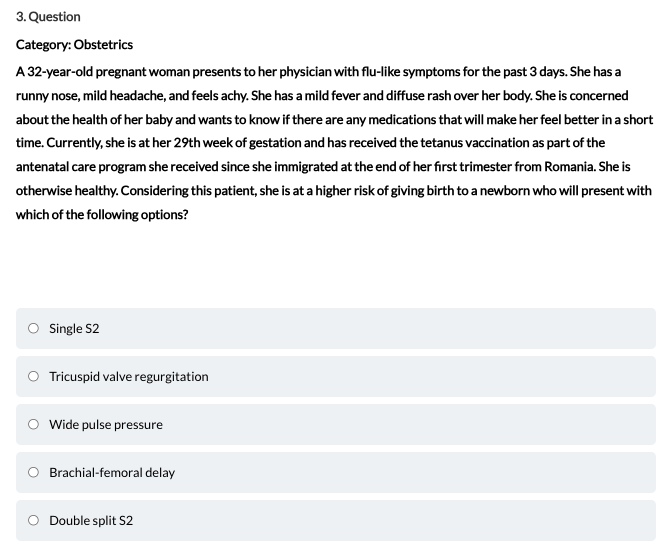 3. Question
Category: Obstetrics
A 32-year-old pregnant woman presents to her physician with flu-like symptoms for the past 3 days. She has a
runny nose, mild headache, and feels achy. She has a mild fever and diffuse rash over her body. She is concerned
about the health of her baby and wants to know if there are any medications that will make her feel better in a short
time. Currently, she is at her 29th week of gestation and has received the tetanus vaccination as part of the
antenatal care program she received since she immigrated at the end of her first trimester from Romania. She is
otherwise healthy. Considering this patient, she is at a higher risk of giving birth to a newborn who will present with
which of the following options?
Single S2
Tricuspid valve regurgitation
Wide pulse pressure
Brachial-femoral delay
Double split S2